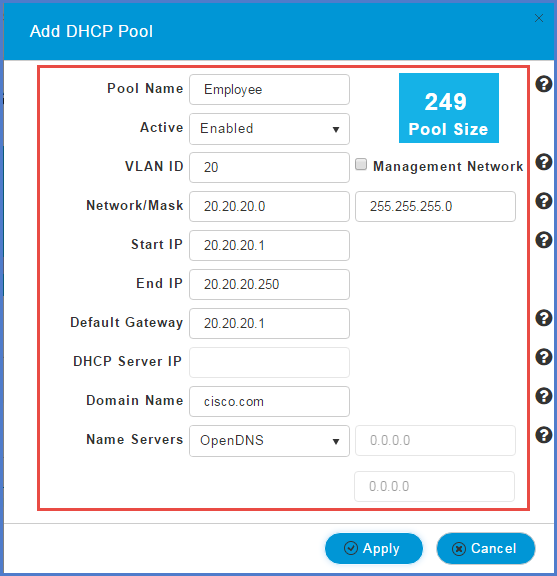 Add DHCP Pool
Pool Name Employee
249
Pool Size
Active Enabled
VLAN ID 20 Management Network
Network/Mask 20.20.20.0 255.255.255.0
Start IP 20.20.20.1
End IP 20.20.20.250
Default Gateway 20.20.20.1
DHCP Server IP
Domain Name cisco.com
Name Servers OpenDNS 0.0.0.0
0.0.0.0
Apply Cancel